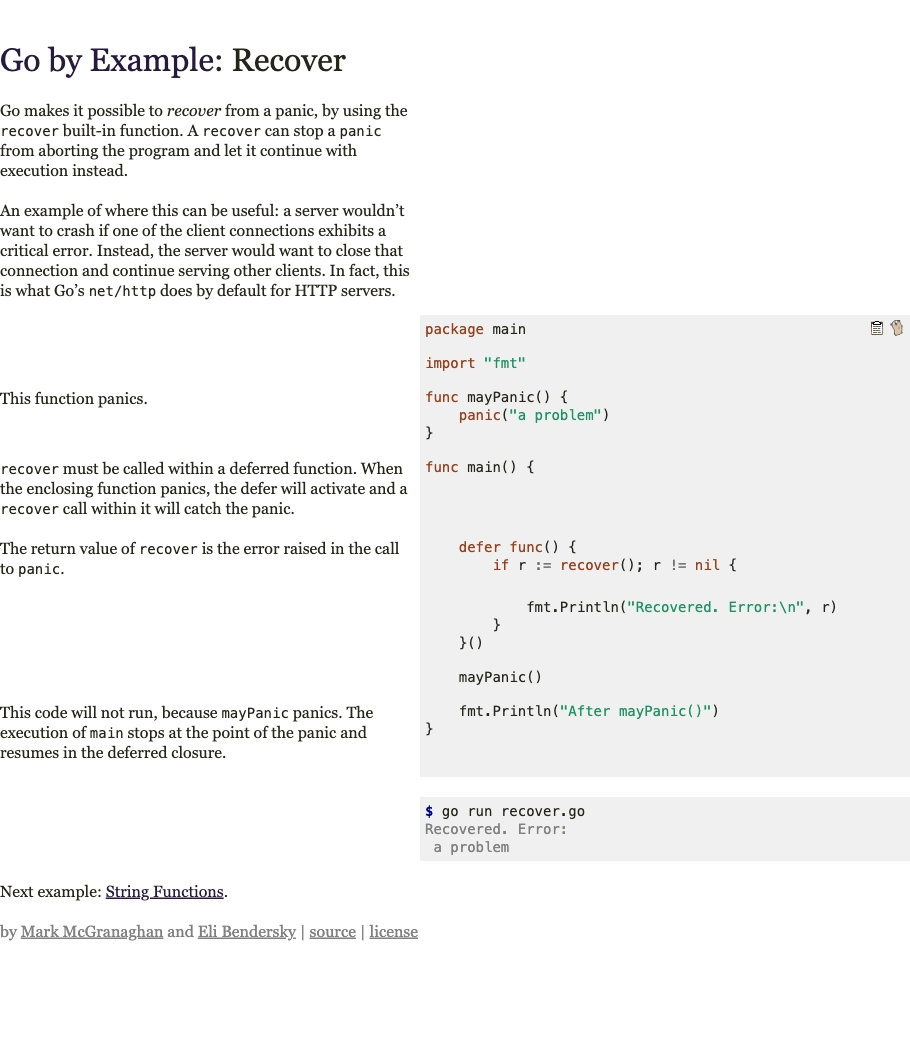 Go by Example: Recover
Go makes it possible to recover from a panic, by using the
recover built-in function. A recover can stop a panic
from aborting the program and let it continue with
execution instead.
An example of where this can be useful: a server wouldn’t
want to crash if one of the client connections exhibits a
critical error. Instead, the server would want to close that
connection and continue serving other clients. In fact, this
is what Go’s net/http does by default for HTTP servers.
package main
import "fmt"
This function panics.
func mayPanic() {
    panic("a problem")
}
recover must be called within a deferred function. When
the enclosing function panics, the defer will activate and a
recover call within it will catch the panic.
func main() {
The return value of recover is the error raised in the call
to panic.
    defer func() {
        if r := recover(); r != nil {
            fmt.Println("Recovered. Error:\n", r)
        }
    }()
    mayPanic()
This code will not run, because mayPanic panics. The
execution of main stops at the point of the panic and
resumes in the deferred closure.
    fmt.Println("After mayPanic()")
}
$ go run recover.go
Recovered. Error:
 a problem
Next example: String Functions.
by Mark McGranaghan and Eli Bendersky | source | license